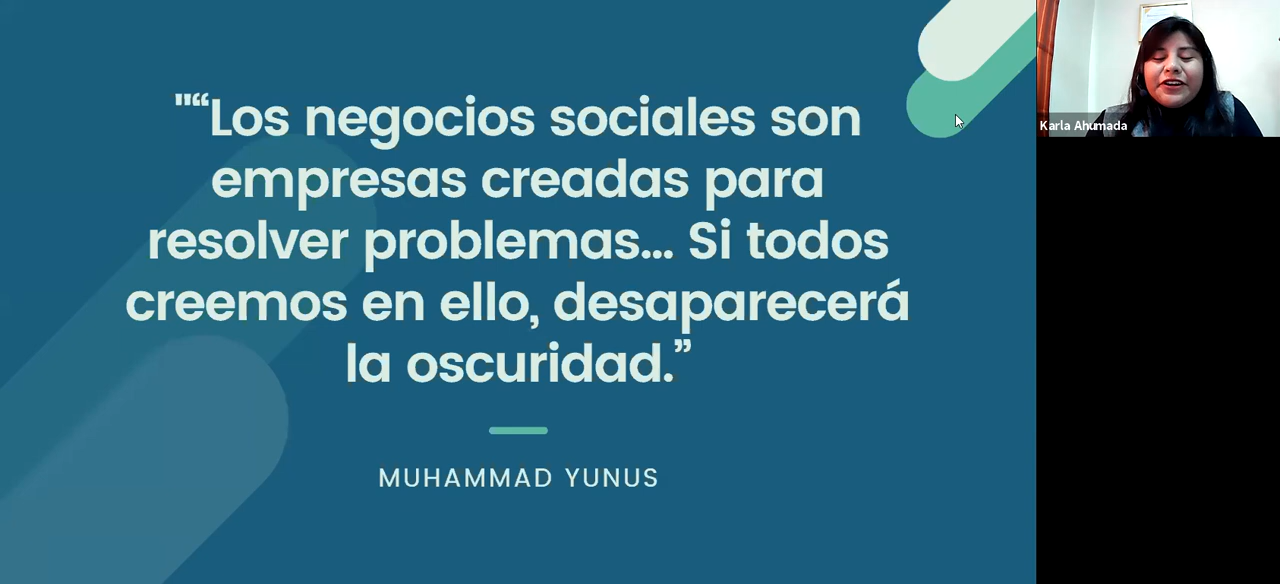 "“Los negocios sociales son
empresas creadas para
resolver problemas... Si todos
creemos en ello, desaparecerá
la oscuridad.”
MUHAMMAD YUNUS
Karla Ahumada